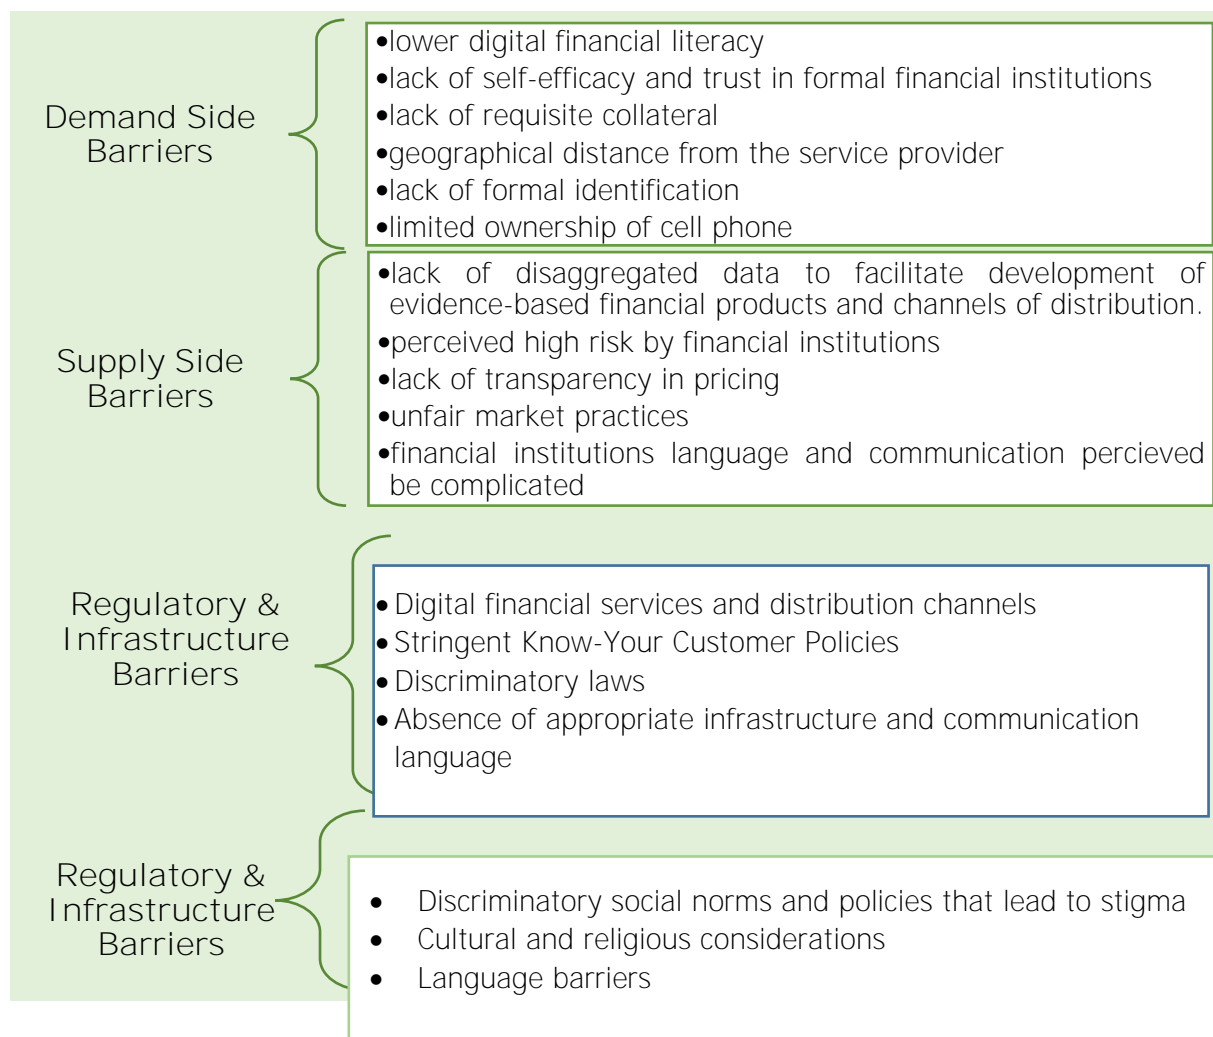 Demand Side
Barriers
•lower digital financial literacy
•lack of self-efficacy and trust in formal financial institutions
•lack of requisite collateral
•geographical distance from the service provider
•lack of formal identification
•limited ownership of cell phone
Supply Side
Barriers
•lack of disaggregated data to facilitate development of
evidence-based financial products and channels of distribution.
•perceived high risk by financial institutions
•lack of transparency in pricing
•unfair market practices
•financial institutions language and communication percieved
be complicated
Regulatory &
Infrastructure
Barriers
• Digital financial services and distribution channels
• Stringent Know-Your Customer Policies
• Discriminatory laws
• Absence of appropriate infrastructure and communication
language
Regulatory &
Infrastructure
Barriers
• Discriminatory social norms and policies that lead to stigma
• Cultural and religious considerations
• Language barriers